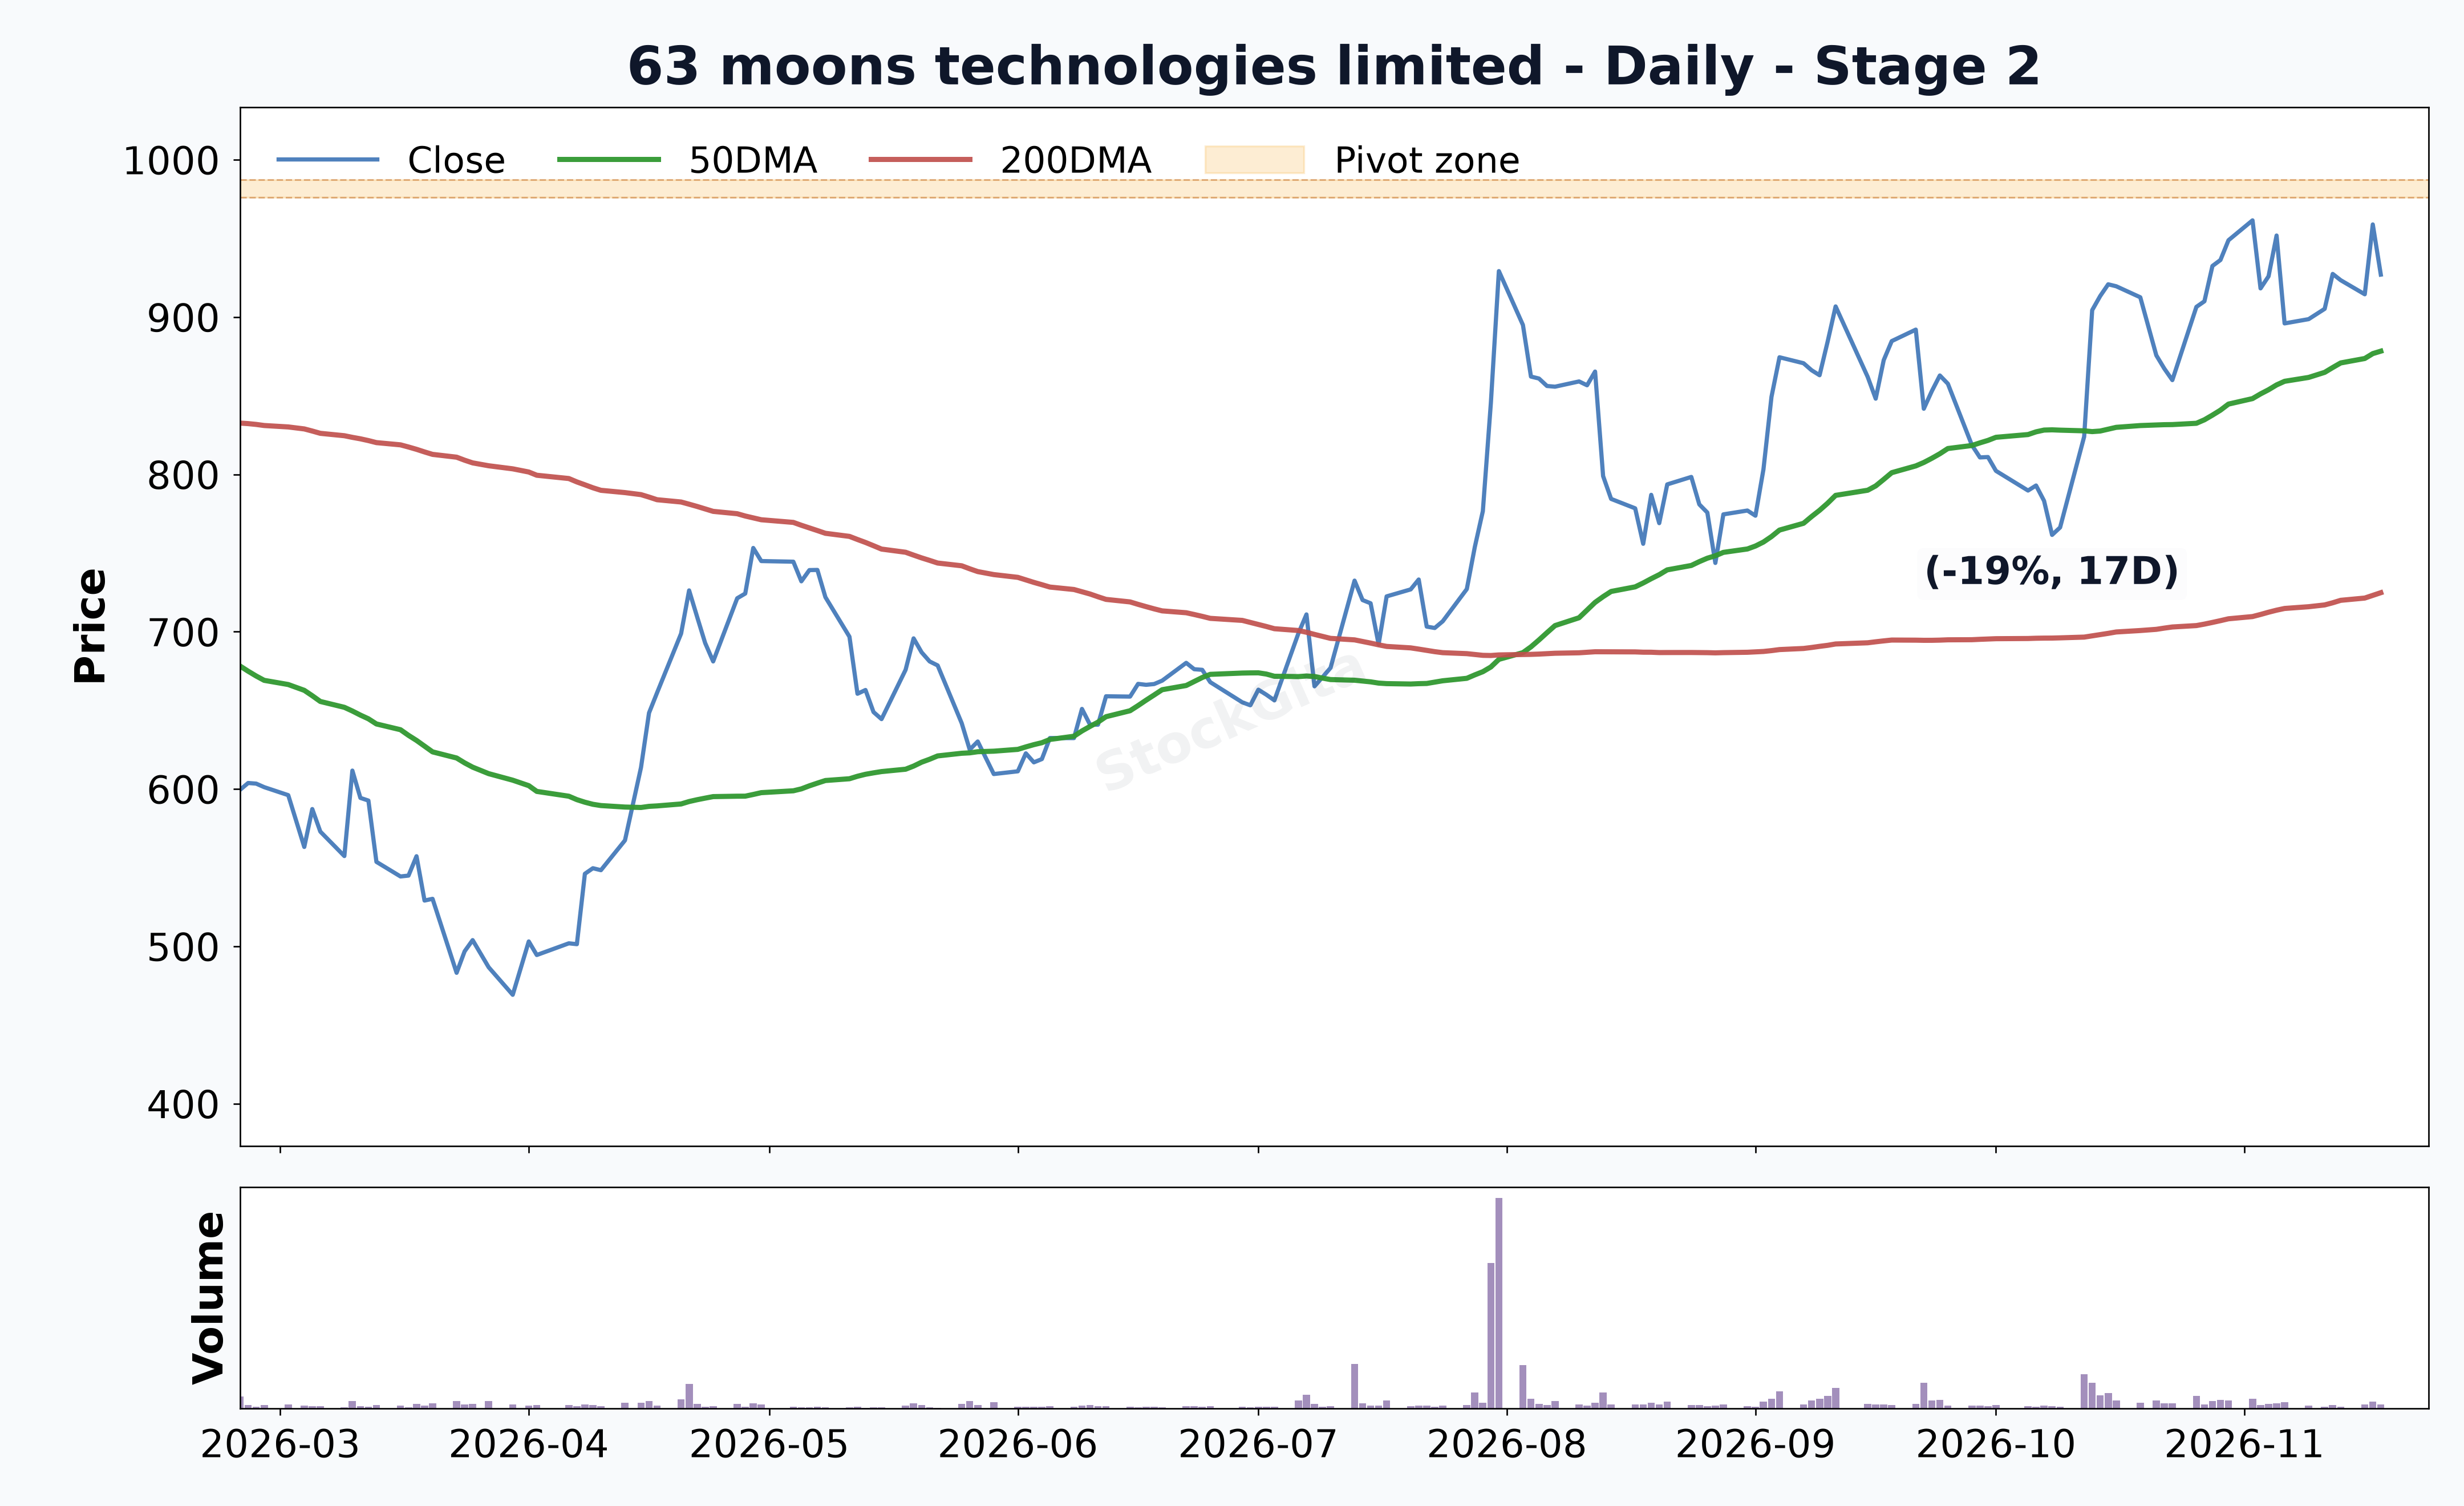 63 moons technologies limited - Daily - Stage 2
Close 50DMA 200DMA Pivot zone
1000
900
800
700
600
500
400
Price
(-19%, 17D)
StockGita
Volume
2026-03 2026-04 2026-05 2026-06 2026-07 2026-08 2026-09 2026-10 2026-11